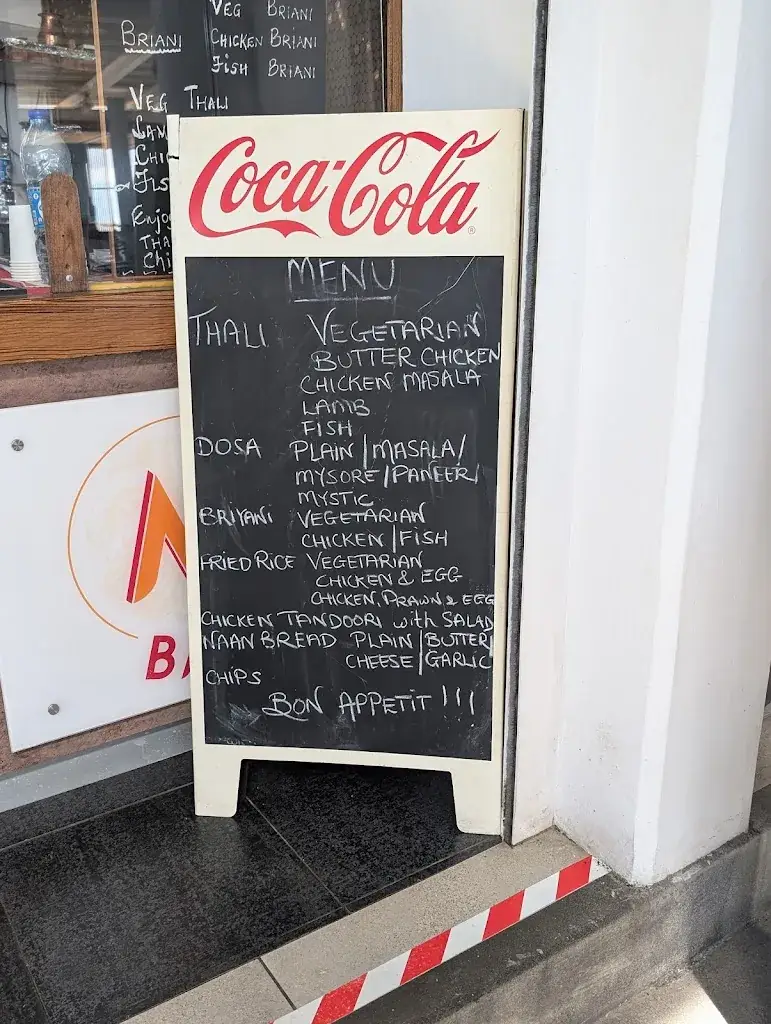 VEG BRIANI
BRIANI CHICKEN BRIANI
FISH BRIANI
VEG THALI
Enjoy
Coca-Cola ®
MENU
THALI VEGETARIAN
BUTTER CHICKEN
CHICKEN MASALA
LAMB
FISH
DOSA PLAIN / MASALA /
MYSORE / PANEER /
MYSTIC
BRIYANI VEGETARIAN
CHICKEN / FISH
FRIED RICE VEGETARIAN
CHICKEN & EGG
CHICKEN, PRAWN & EGG
CHICKEN TANDOORI with SALAD
NAAN BREAD PLAIN / BUTTER /
CHEESE / GARLIC
CHIPS
BON APPETIT !!!